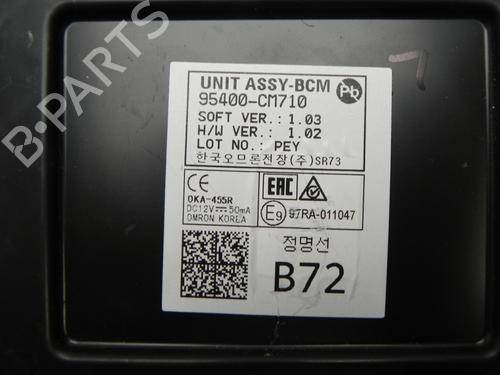 B-PARTS
UNIT ASSY-BCM
95400-CM710
Pb
SOFT VER.: 1.03
H/W VER.: 1.02
LOT NO.: PEY
한국오므론전장(주)SR73
CE
OKA-455R
DC12V 50mA
OMRON KOREA
EAC
E9 97RA-011047
정명선
B72